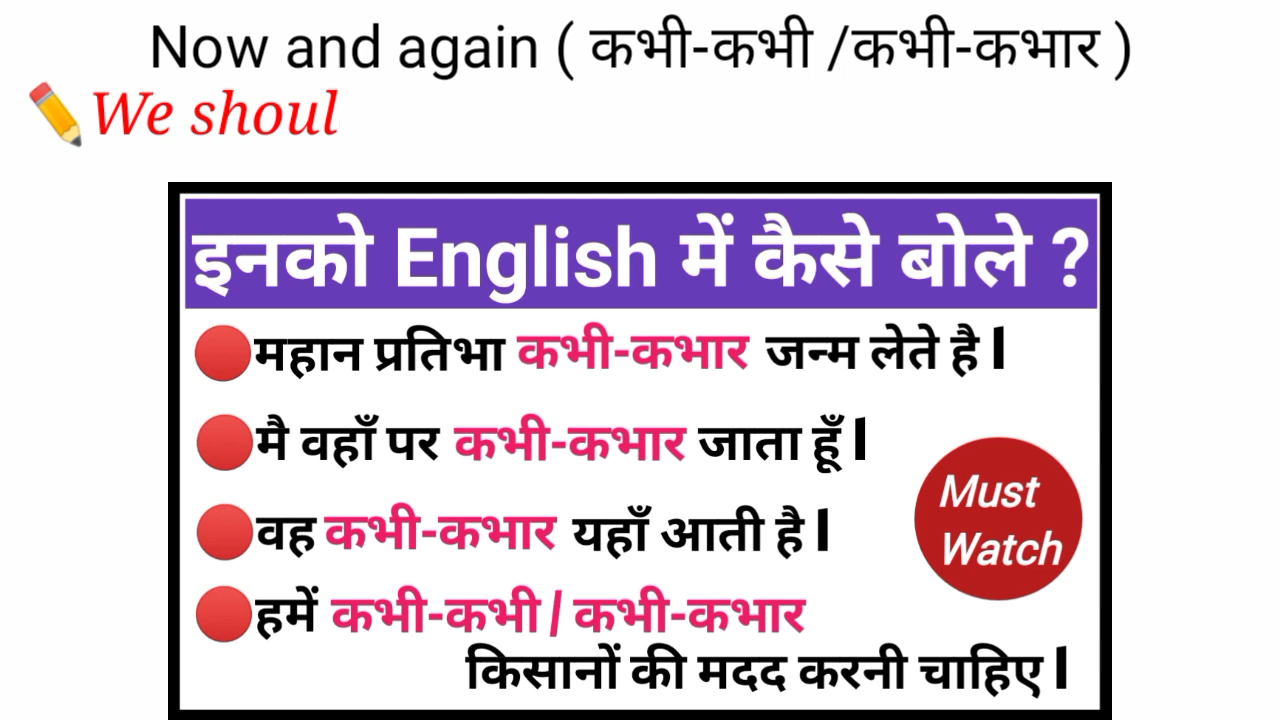 Now and again ( कभी-कभी /कभी-कभार )
We shoul
इनको English में कैसे बोले ?
महान प्रतिभा कभी-कभार जन्म लेते है l
मै वहाँ पर कभी-कभार जाता हूँ l
वह कभी-कभार यहाँ आती है l
Must
Watch
हमें कभी-कभी / कभी-कभार
किसानों की मदद करनी चाहिए l